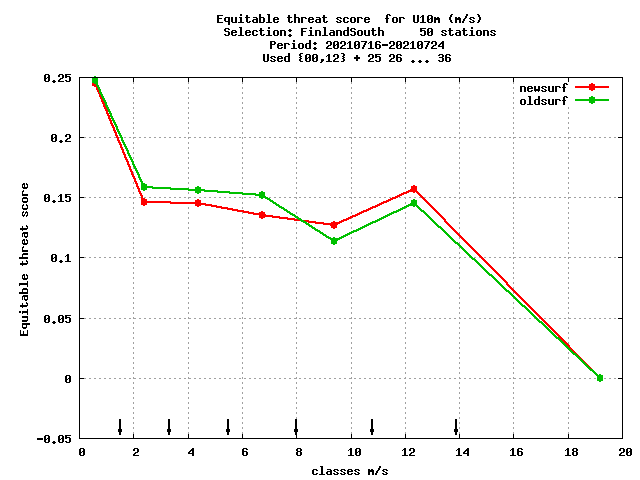 Equitable threat score  for U10m (m/s)
Selection: FinlandSouth     50 stations
Period: 20210716-20210724
Used {00,12} + 25 26 ... 36
newsurf
oldsurf
Equitable threat score
0.25
0.2
0.15
0.1
0.05
0
-0.05
0 2 4 6 8 10 12 14 16 18 20
classes m/s